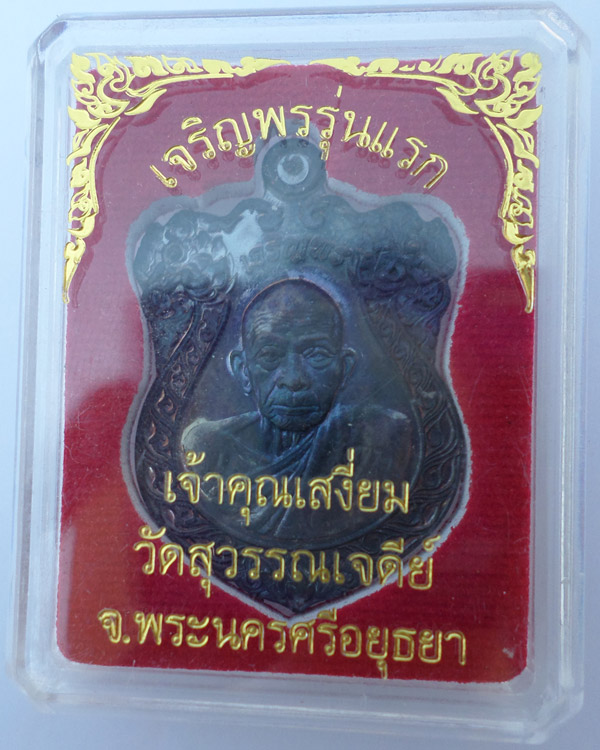 เจริญพรรุ่นแรก
เจ้าคุณเสงี่ยม
วัดสุวรรณเจดีย์
จ.พระนครศรีอยุธยา